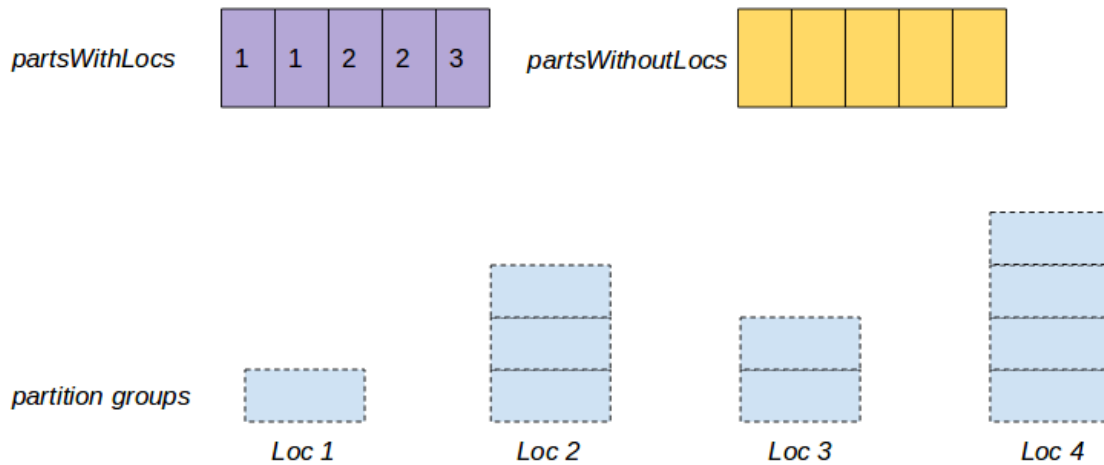 partsWithLocs 1 1 2 2 3 partsWithoutLocs
partition groups
Loc 1 Loc 2 Loc 3 Loc 4